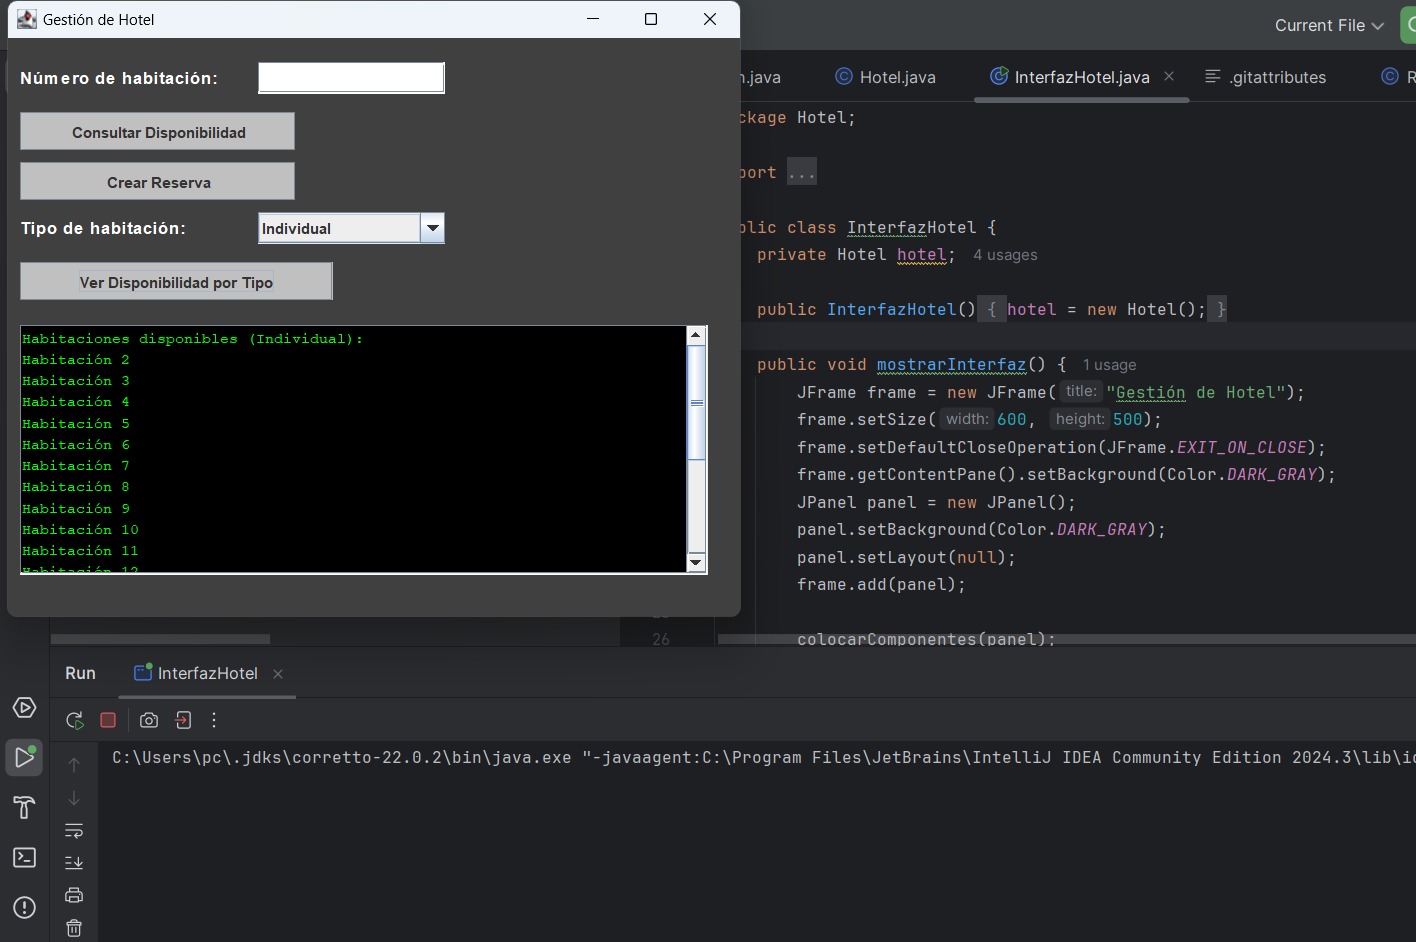 Gestión de Hotel
Número de habitación:
Consultar Disponibilidad
Crear Reserva
Tipo de habitación:
Individual
Ver Disponibilidad por Tipo
Habitaciones disponibles (Individual):
Habitación 2
Habitación 3
Habitación 4
Habitación 5
Habitación 6
Habitación 7
Habitación 8
Habitación 9
Habitación 10
Habitación 11
Habitación 12
Current File
.java
Hotel.java
InterfazHotel.java
.gitattributes
R
ckage Hotel;
port ...
lic class InterfazHotel {
private Hotel hotel; 4 usages
public InterfazHotel() { hotel = new Hotel(); }
public void mostrarInterfaz() { 1 usage
JFrame frame = new JFrame( title: "Gestión de Hotel");
frame.setSize( width: 600, height: 500);
frame.setDefaultCloseOperation(JFrame.EXIT_ON_CLOSE);
frame.getContentPane().setBackground(Color.DARK_GRAY);
JPanel panel = new JPanel();
panel.setBackground(Color.DARK_GRAY);
panel.setLayout(null);
frame.add(panel);
26 colocarComponentes(panel);
Run
InterfazHotel
C:\Users\pc\.jdks\corretto-22.0.2\bin\java.exe "-javaagent:C:\Program Files\JetBrains\IntelliJ IDEA Community Edition 2024.3\lib\